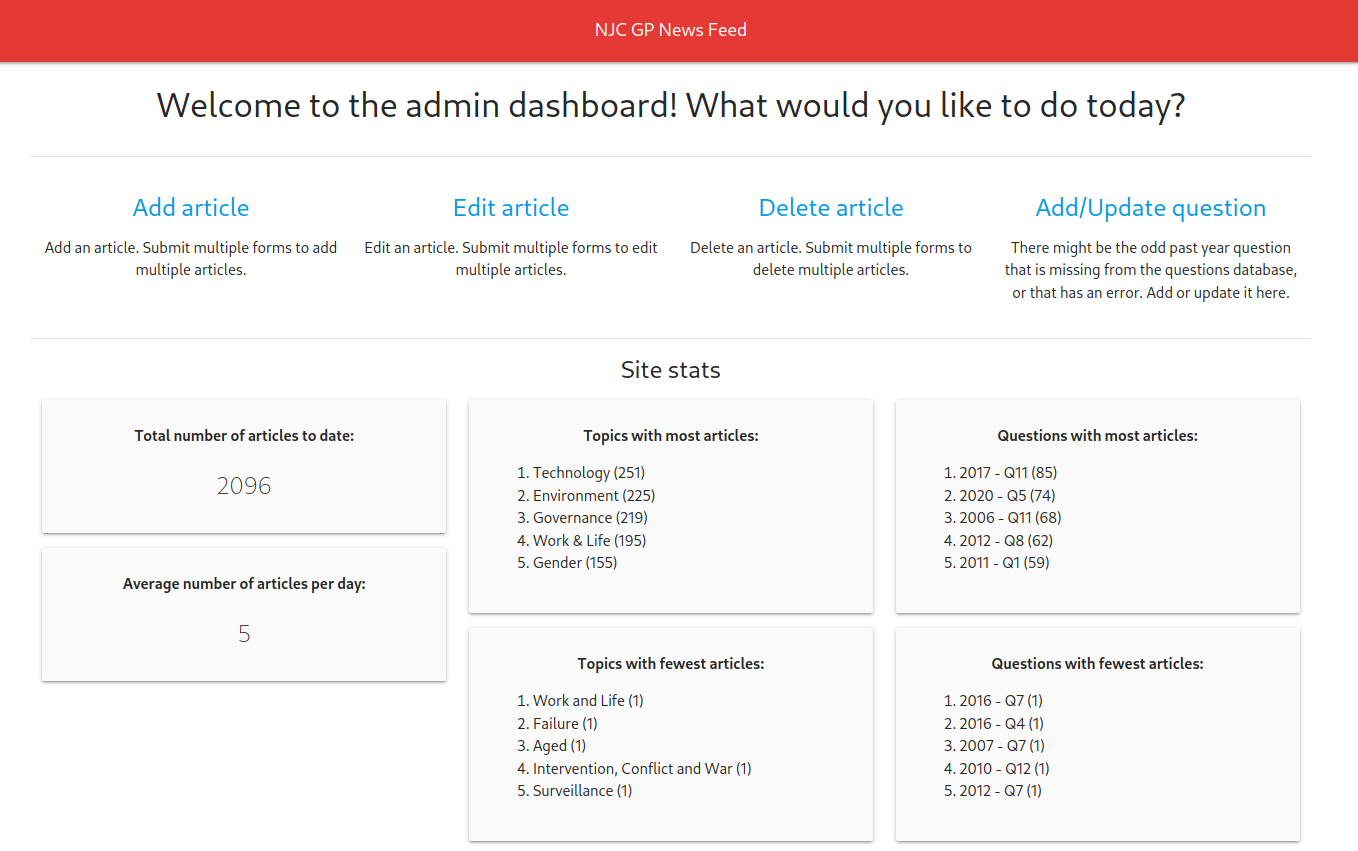 NJC GP News Feed
Welcome to the admin dashboard! What would you like to do today?
Add article
Add an article. Submit multiple forms to add
multiple articles.
Edit article
Edit an article. Submit multiple forms to edit
multiple articles.
Delete article
Delete an article. Submit multiple forms to
delete multiple articles.
Add/Update question
There might be the odd past year question
that is missing from the questions database,
or that has an error. Add or update it here.
Site stats
Total number of articles to date:
2096
Average number of articles per day:
5
Topics with most articles:
1. Technology (251)
2. Environment (225)
3. Governance (219)
4. Work & Life (195)
5. Gender (155)
Topics with fewest articles:
1. Work and Life (1)
2. Failure (1)
3. Aged (1)
4. Intervention, Conflict and War (1)
5. Surveillance (1)
Questions with most articles:
1. 2017 - Q11 (85)
2. 2020 - Q5 (74)
3. 2006 - Q11 (68)
4. 2012 - Q8 (62)
5. 2011 - Q1 (59)
Questions with fewest articles:
1. 2016 - Q7 (1)
2. 2016 - Q4 (1)
3. 2007 - Q7 (1)
4. 2010 - Q12 (1)
5. 2012 - Q7 (1)